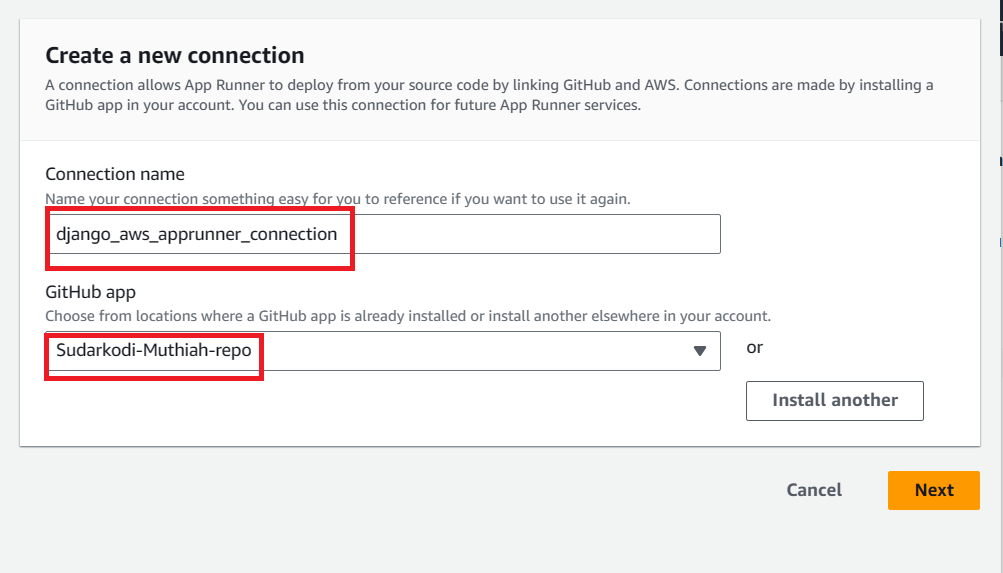 Create a new connection
A connection allows App Runner to deploy from your source code by linking GitHub and AWS. Connections are made by installing a
GitHub app in your account. You can use this connection for future App Runner services.
Connection name
Name your connection something easy for you to reference if you want to use it again.
django_aws_apprunner_connection
GitHub app
Choose from locations where a GitHub app is already installed or install another elsewhere in your account.
Sudarkodi-Muthiah-repo
or
Install another
Cancel
Next